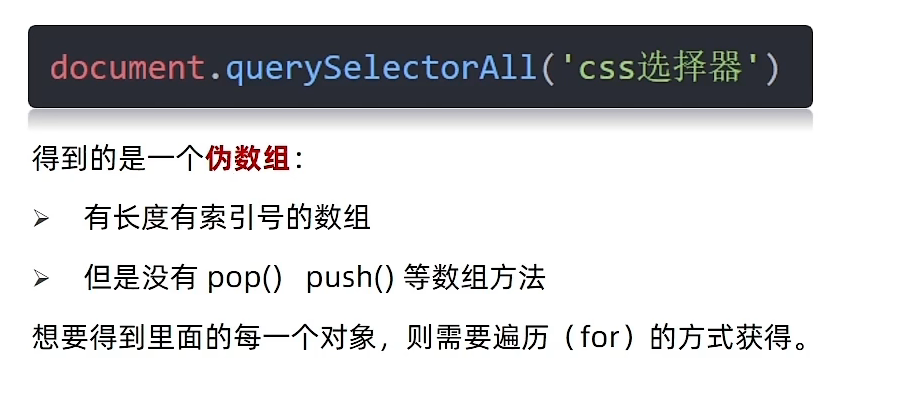 document.querySelectorAll('css选择器')
得到的是一个伪数组：
➢ 有长度有索引号的数组
➢ 但是没有 pop() push() 等数组方法
想要得到里面的每一个对象，则需要遍历（for）的方式获得。